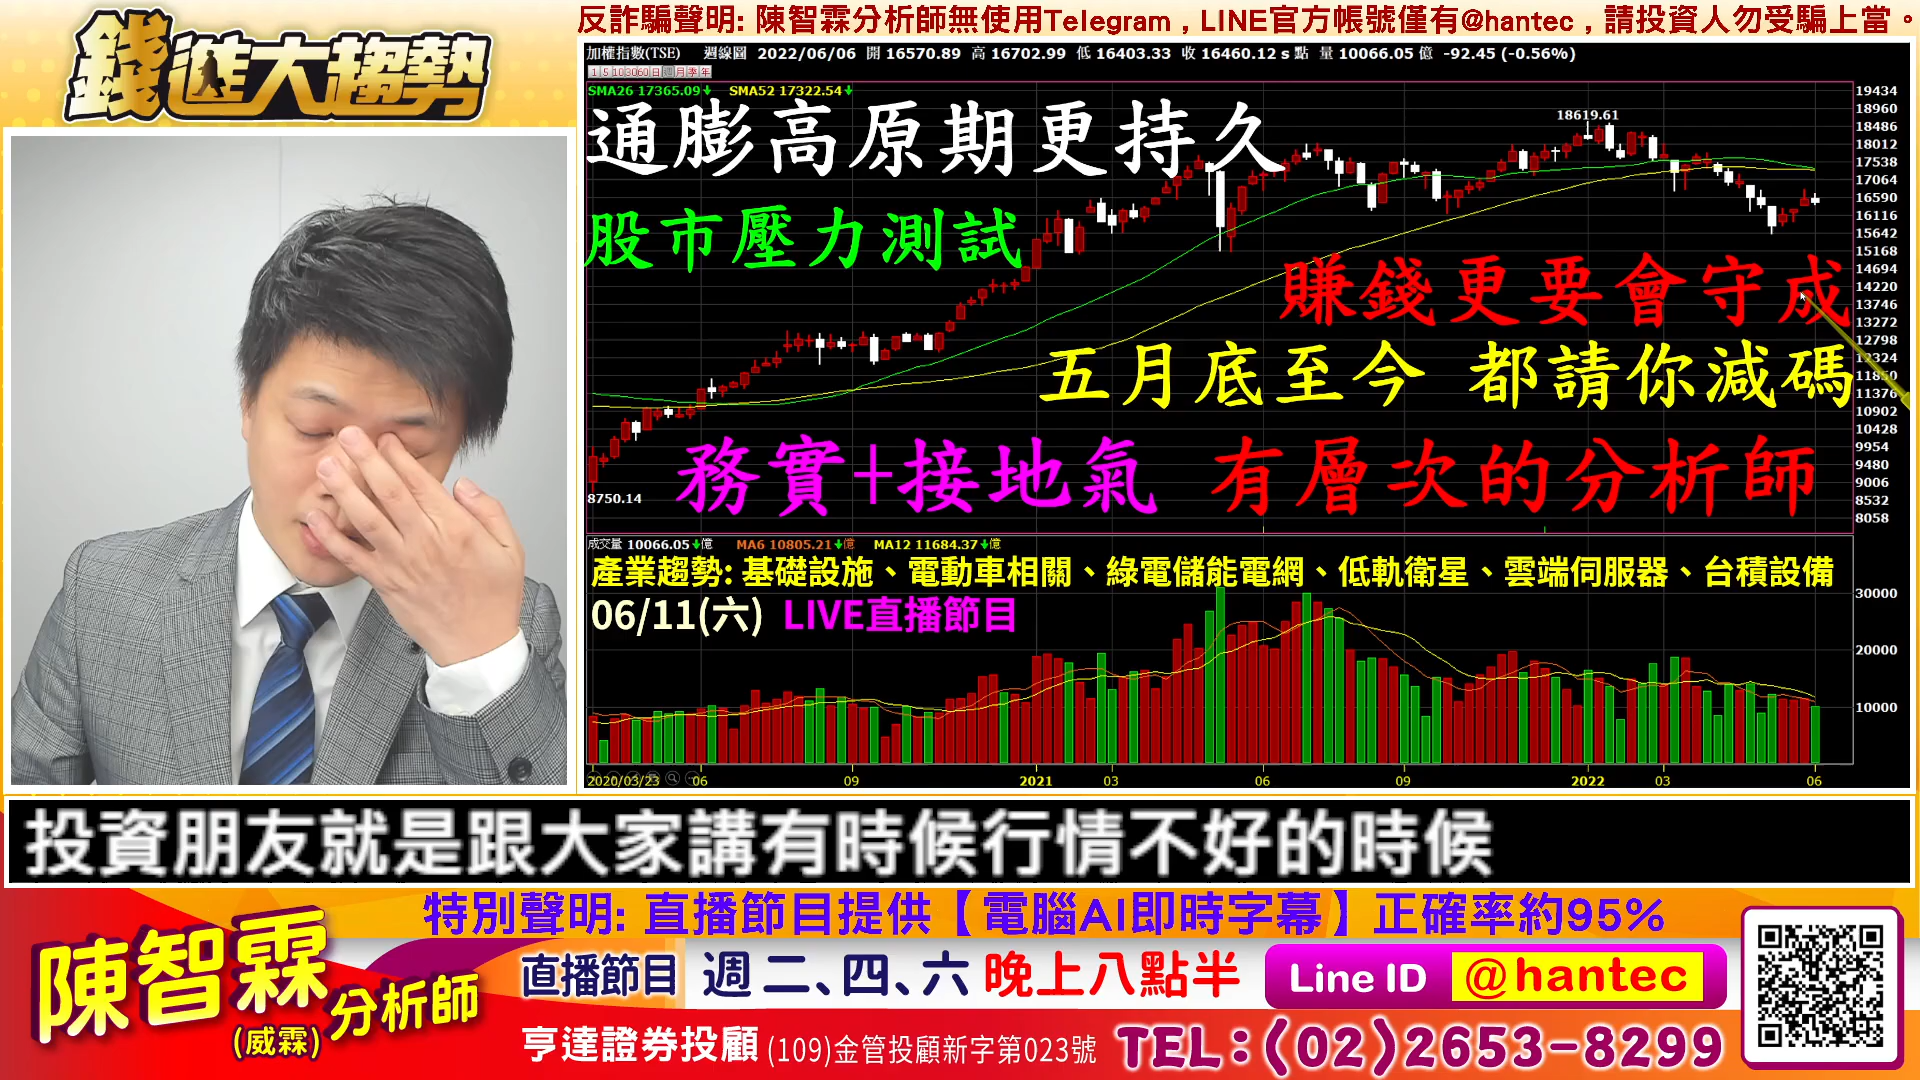 反詐騙聲明: 陳智霖分析師無使用Telegram , LINE官方帳號僅有@hantec , 請投資人勿受騙上當。
錢進大趨勢
加權指數(TSE) 週線圖 2022/06/06 開 16570.89 高 16702.99 低 16403.33 收 16460.12 s 點 量 10066.05 億 -92.45 (-0.56%)
1 5 10 30 60 日 週 月 季 年
SMA26 17365.09↓ SMA52 17322.54↓
通膨高原期更持久
股市壓力測試
賺錢更要會守成
五月底至今 都請你減碼
務實+接地氣 有層次的分析師
18619.61
8750.14
19434
18960
18486
18012
17538
17064
16590
16116
15642
15168
14694
14220
13746
13272
12798
12324
11850
11376
10902
10428
9954
9480
9006
8532
8058
成交量 10066.05↓億 MA6 10805.21↓億 MA12 11684.37↓億
產業趨勢: 基礎設施、電動車相關、綠電儲能電網、低軌衛星、雲端伺服器、台積設備
06/11(六) LIVE直播節目
30000
20000
10000
2020/03/23 06 09 2021 03 06 09 2022 03 06
投資朋友就是跟大家講有時候行情不好的時候
特別聲明: 直播節目提供【電腦AI即時字幕】正確率約95%
陳智霖分析師
(威霖)
直播節目 週二、四、六 晚上八點半
Line ID @hantec
亨達證券投顧 (109)金管投顧新字第023號 TEL:(02)2653-8299